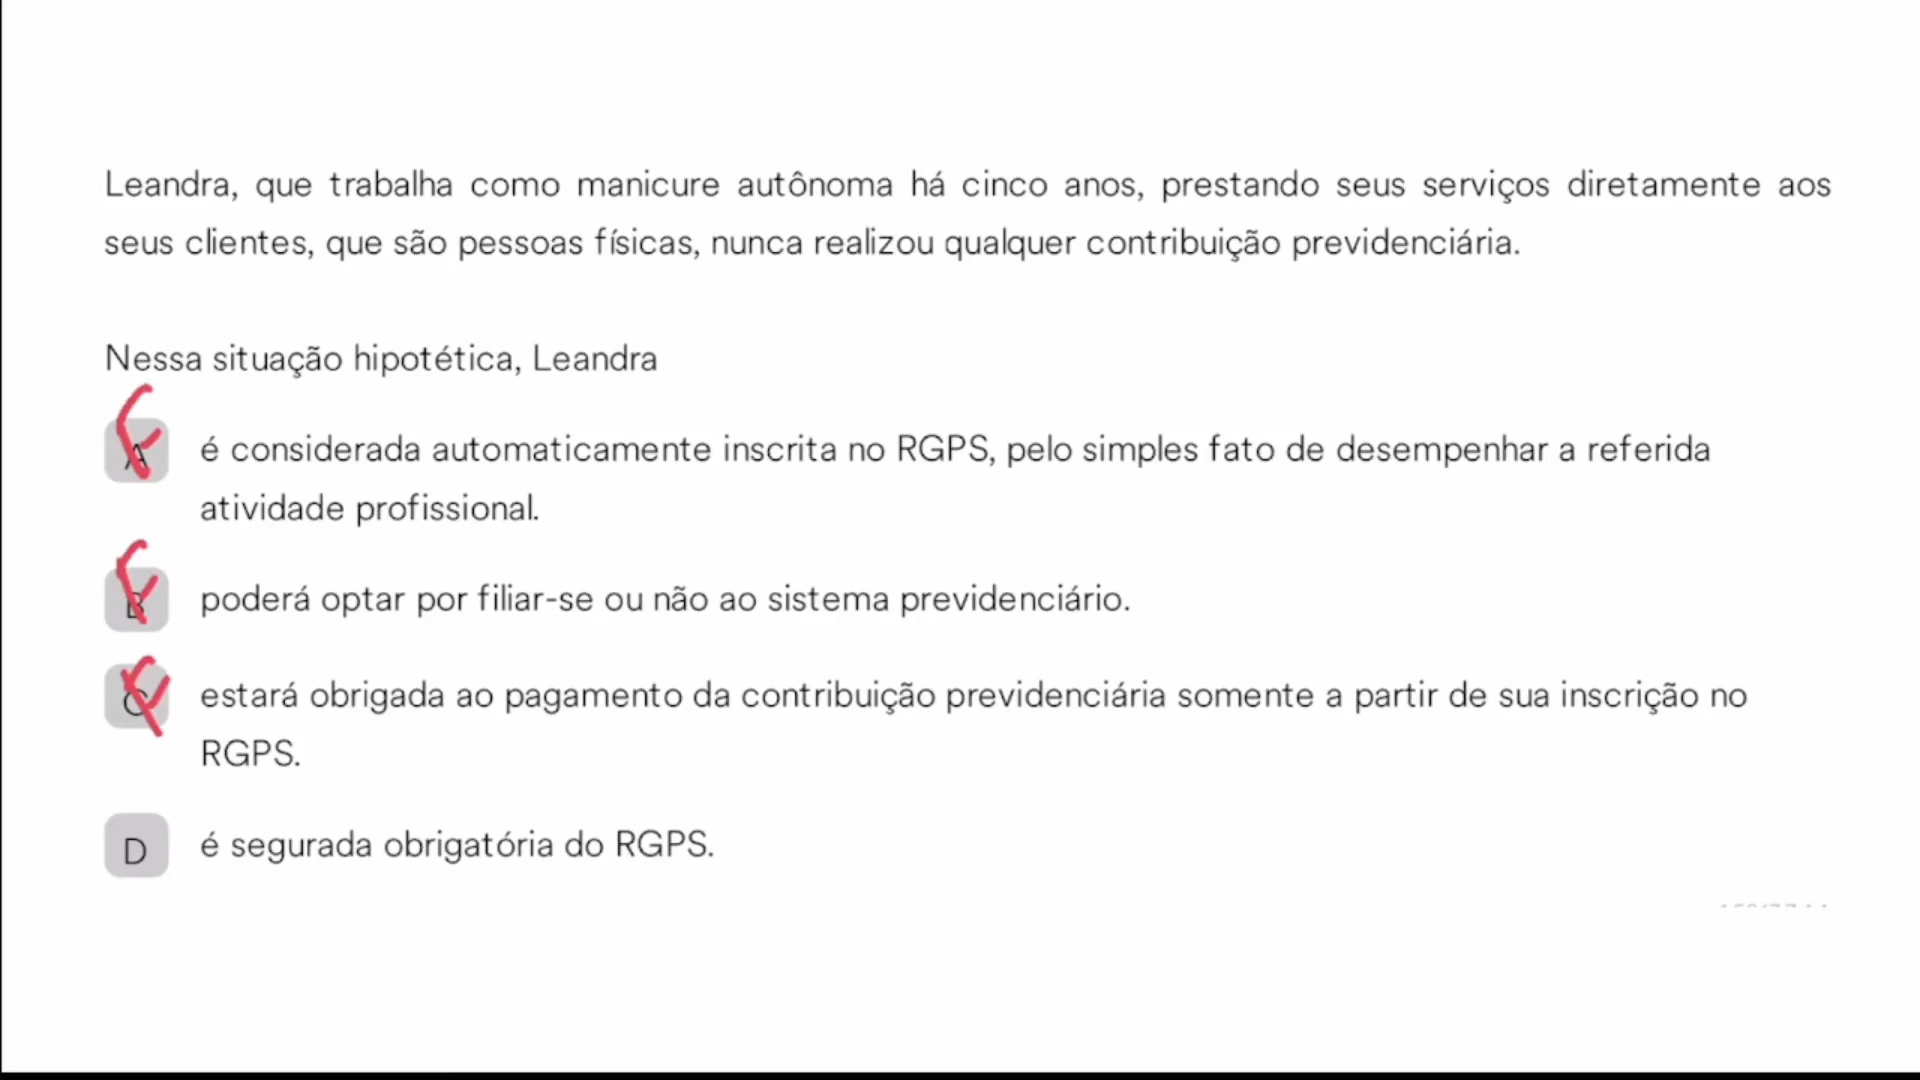 Leandra, que trabalha como manicure autônoma há cinco anos, prestando seus serviços diretamente aos
seus clientes, que são pessoas físicas, nunca realizou qualquer contribuição previdenciária.
Nessa situação hipotética, Leandra
A é considerada automaticamente inscrita no RGPS, pelo simples fato de desempenhar a referida
atividade profissional.
B poderá optar por filiar-se ou não ao sistema previdenciário.
C estará obrigada ao pagamento da contribuição previdenciária somente a partir de sua inscrição no
RGPS.
D é segurada obrigatória do RGPS.